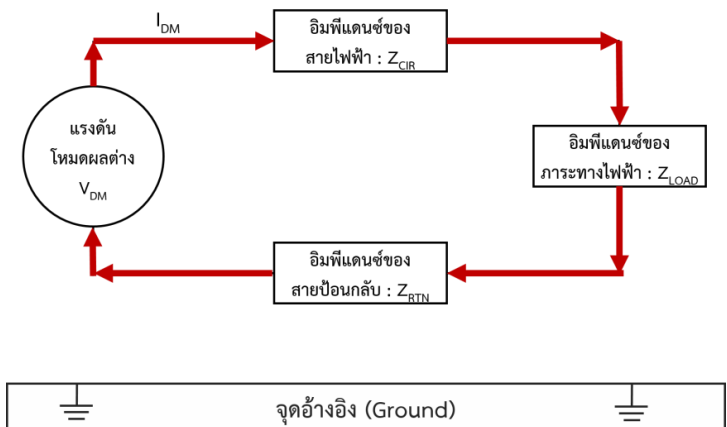 I_DM
อิมพีแดนซ์ของ
สายไฟฟ้า : Z_CIR
แรงดัน
โหมดผลต่าง
V_DM
อิมพีแดนซ์ของ
ภาระทางไฟฟ้า : Z_LOAD
อิมพีแดนซ์ของ
สายป้อนกลับ : Z_RTN
จุดอ้างอิง (Ground)